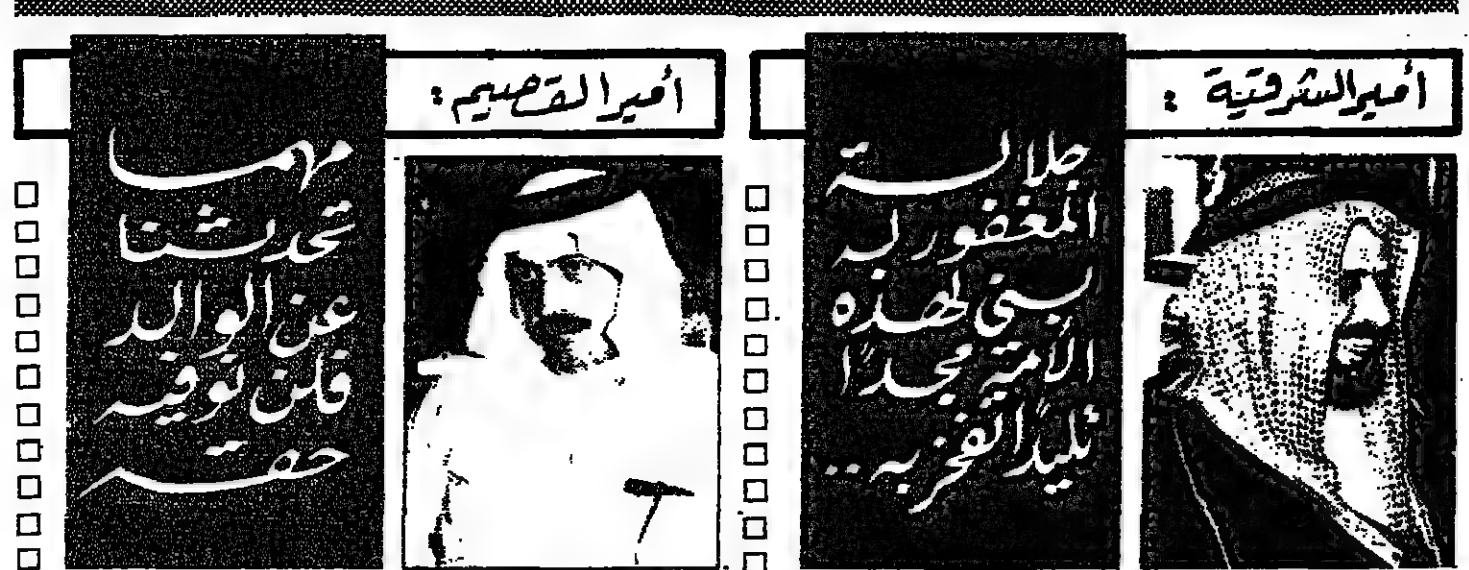 أمير الشرقية :
جلالة
المغفور له
بنى لهذه
الأمة مجداً
تليداً نفخر به ..
أمير القصيم :
مهما
تحدثنا
عن الوالد
فلن نوفيه
حقه